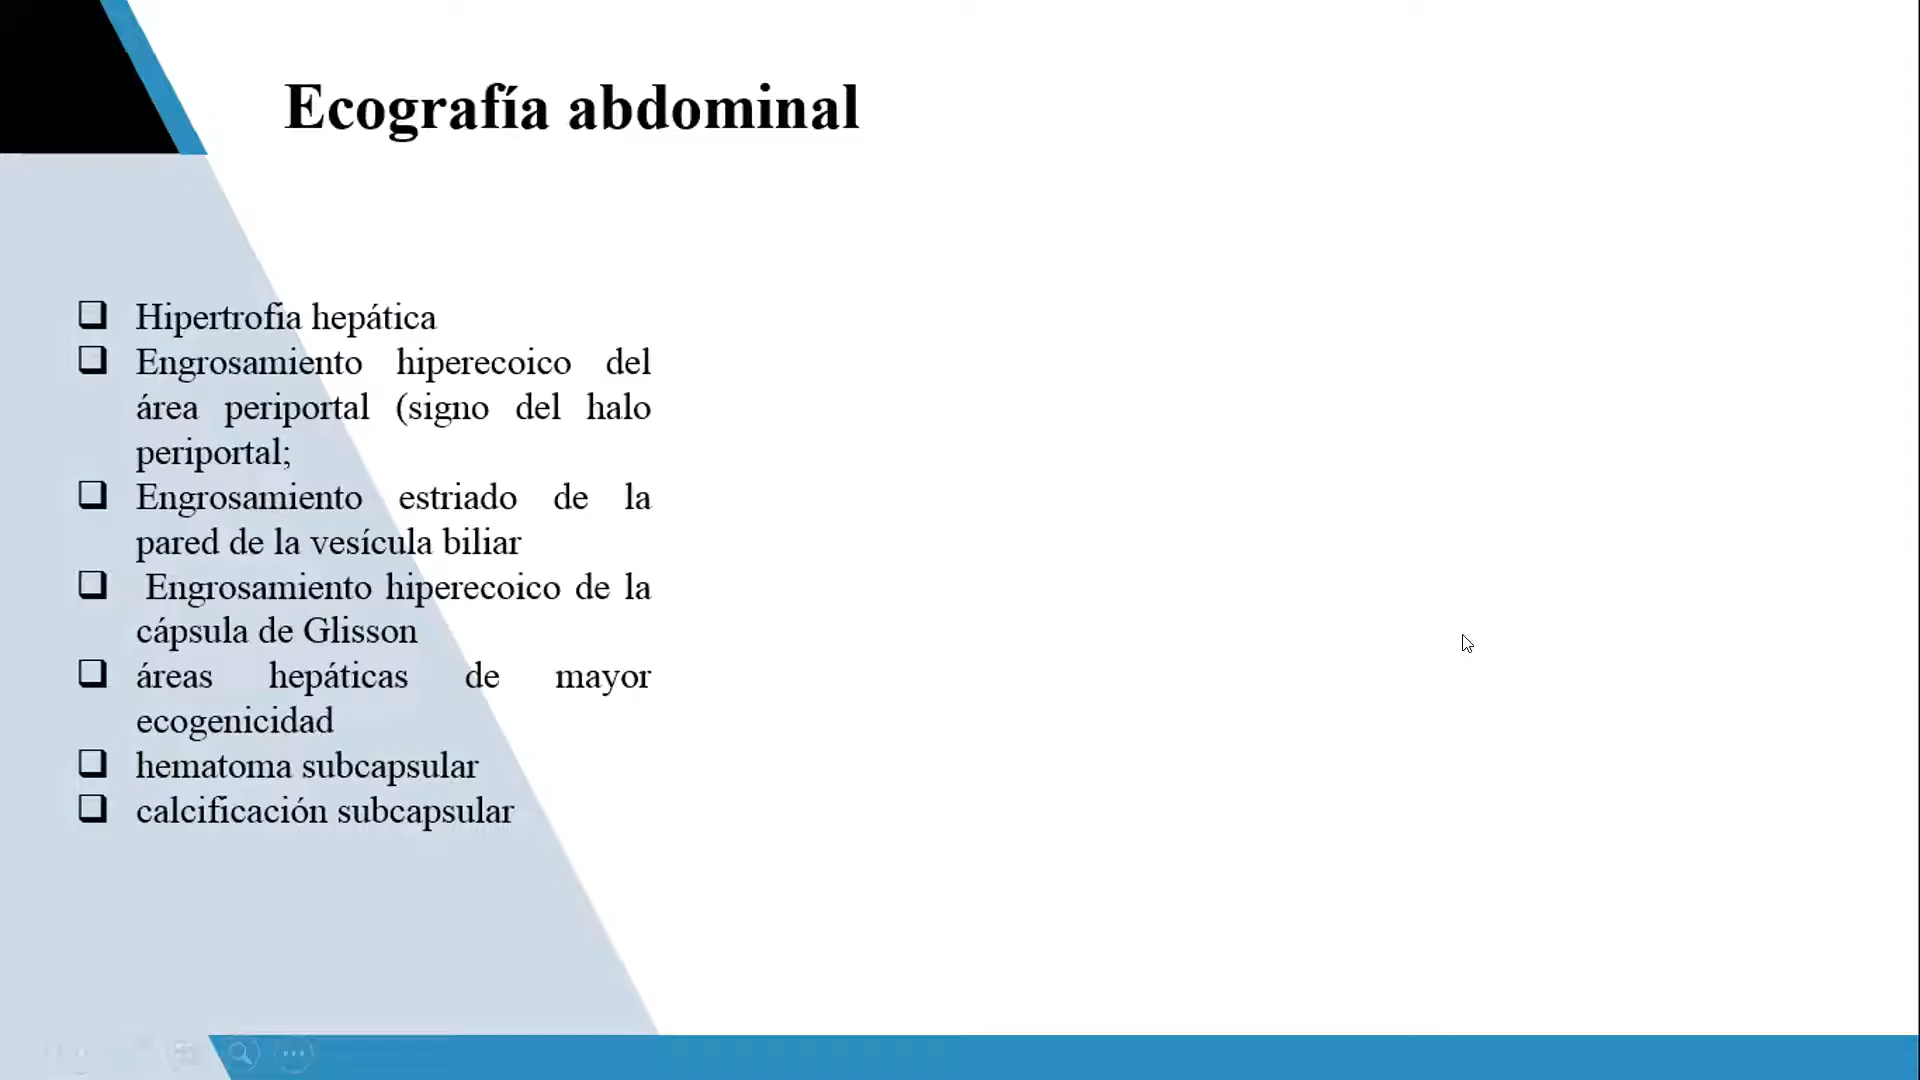 Ecografía abdominal
Hipertrofia hepática
Engrosamiento hiperecoico del
área periportal (signo del halo
periportal;
Engrosamiento estriado de la
pared de la vesícula biliar
Engrosamiento hiperecoico de la
cápsula de Glisson
áreas hepáticas de mayor
ecogenicidad
hematoma subcapsular
calcificación subcapsular